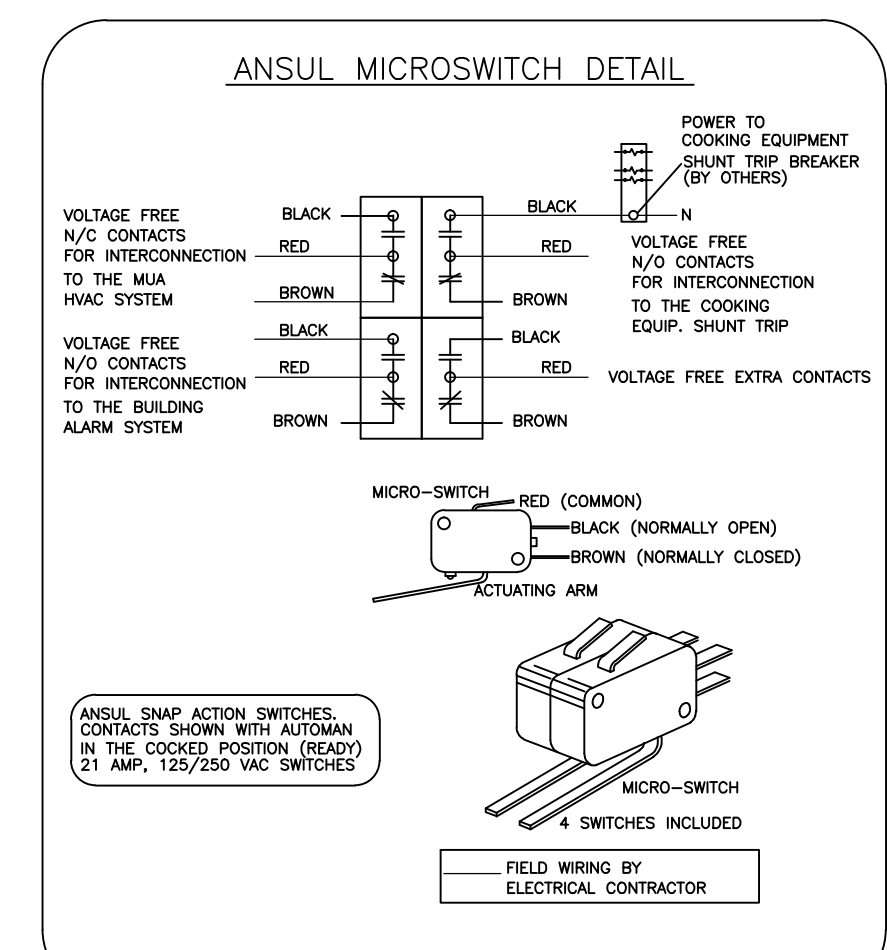 ANSUL MICROSWITCH DETAIL
POWER TO
COOKING EQUIPMENT
SHUNT TRIP BREAKER
(BY OTHERS)
N
VOLTAGE FREE
N/C CONTACTS
FOR INTERCONNECTION
TO THE MUA
HVAC SYSTEM
BLACK
RED
BROWN
BLACK
RED
BROWN
VOLTAGE FREE
N/O CONTACTS
FOR INTERCONNECTION
TO THE COOKING
EQUIP. SHUNT TRIP
VOLTAGE FREE
N/O CONTACTS
FOR INTERCONNECTION
TO THE BUILDING
ALARM SYSTEM
BLACK
RED
BROWN
BLACK
RED
BROWN
VOLTAGE FREE EXTRA CONTACTS
MICRO-SWITCH
RED (COMMON)
BLACK (NORMALLY OPEN)
BROWN (NORMALLY CLOSED)
ACTUATING ARM
ANSUL SNAP ACTION SWITCHES.
CONTACTS SHOWN WITH AUTOMAN
IN THE COCKED POSITION (READY)
21 AMP, 125/250 VAC SWITCHES
MICRO-SWITCH
4 SWITCHES INCLUDED
FIELD WIRING BY
ELECTRICAL CONTRACTOR